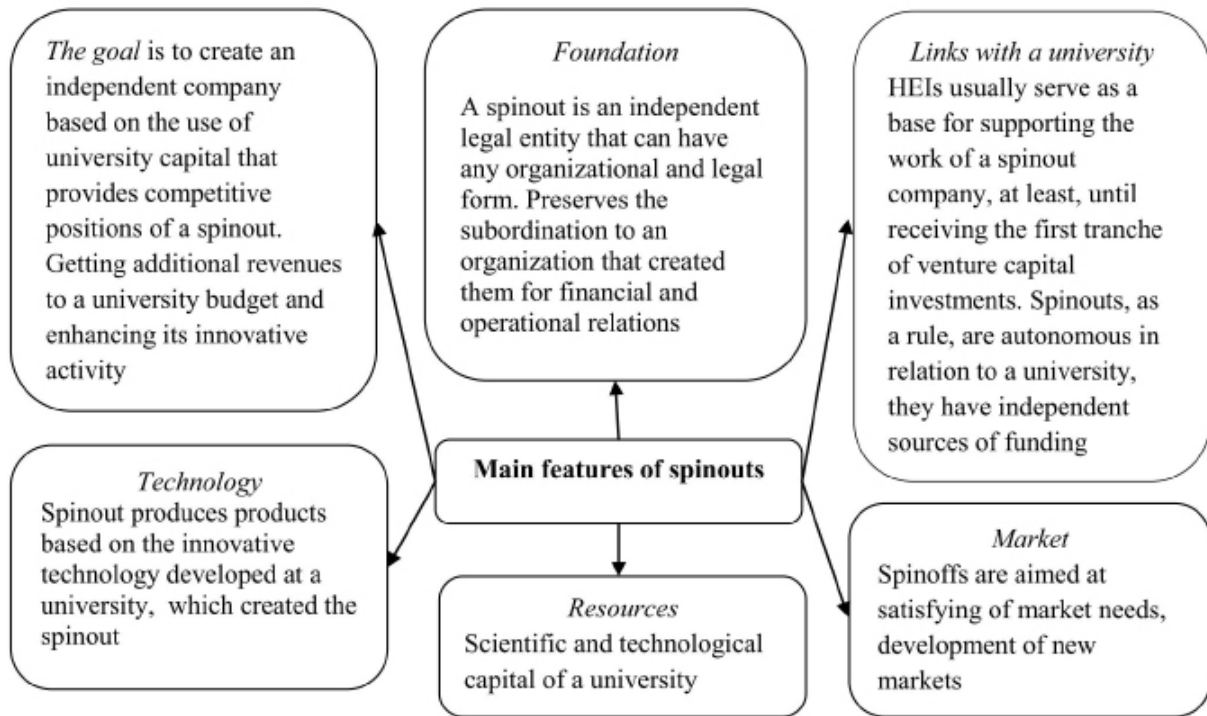 The goal is to create an
independent company
based on the use of
university capital that
provides competitive
positions of a spinout.
Getting additional revenues
to a university budget and
enhancing its innovative
activity
Foundation
A spinout is an independent
legal entity that can have
any organizational and legal
form. Preserves the
subordination to an
organization that created
them for financial and
operational relations
Links with a university
HEIs usually serve as a
base for supporting the
work of a spinout
company, at least, until
receiving the first tranche
of venture capital
investments. Spinouts, as
a rule, are autonomous in
relation to a university,
they have independent
sources of funding
Main features of spinouts
Technology
Spinout produces products
based on the innovative
technology developed at a
university, which created the
spinout
Resources
Scientific and technological
capital of a university
Market
Spinoffs are aimed at
satisfying of market needs,
development of new
markets